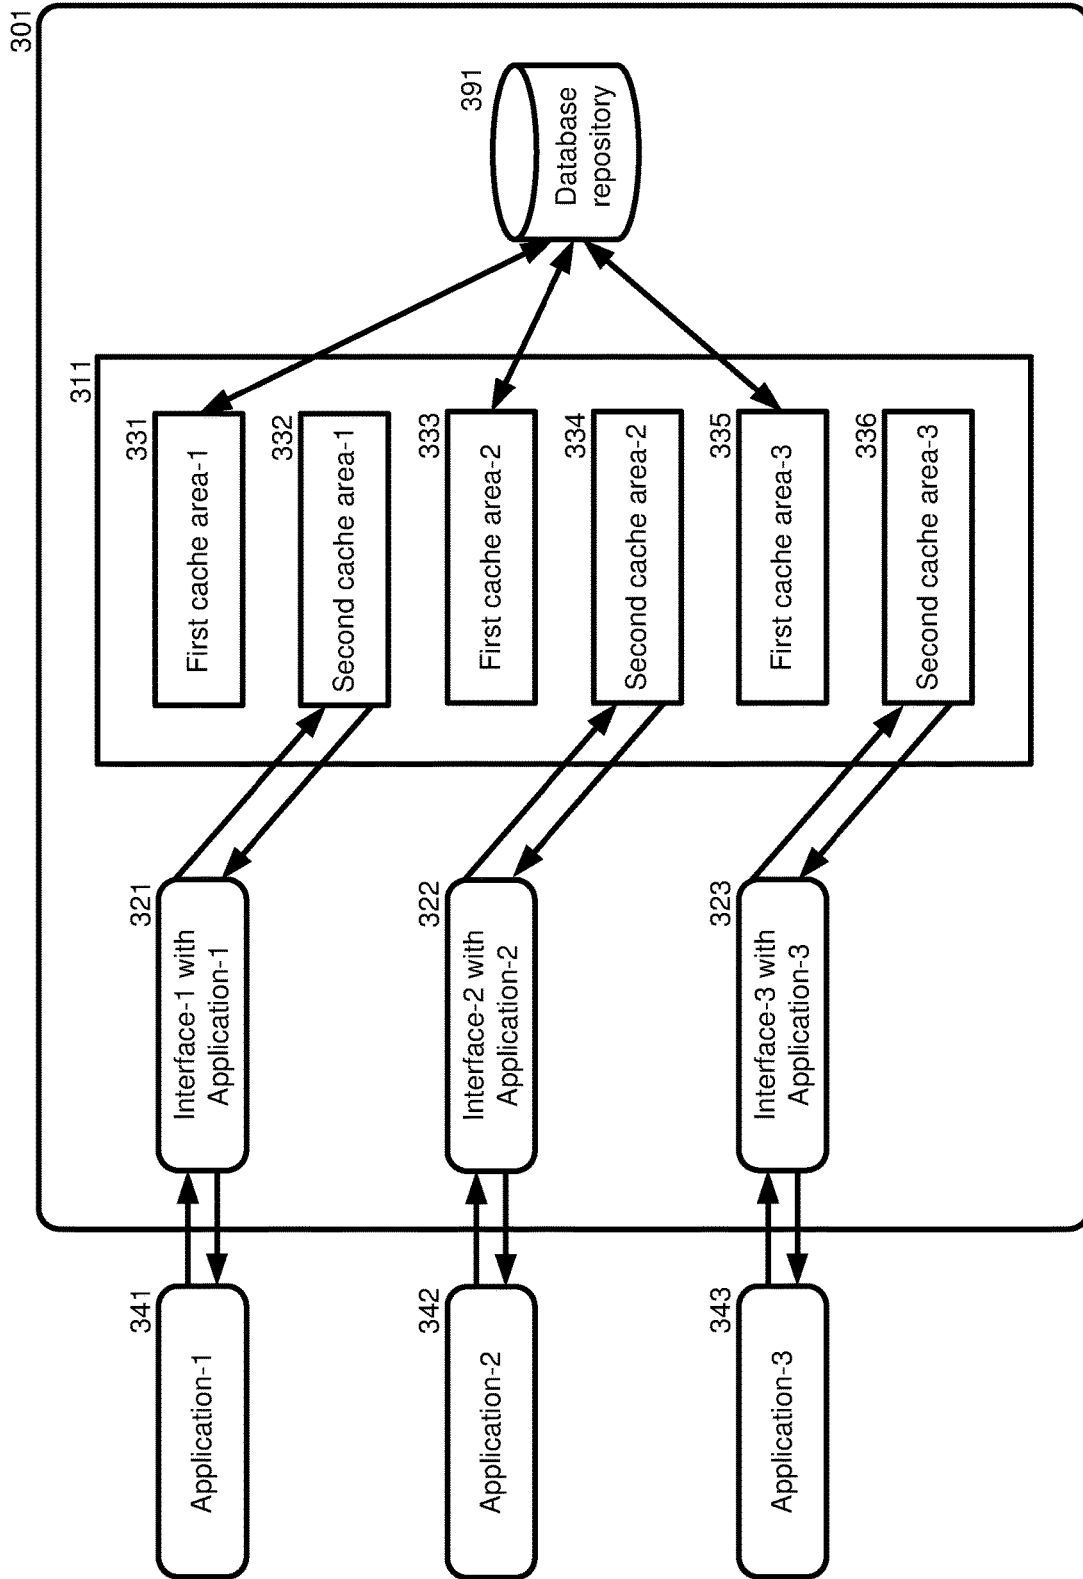 301
311
391
Database
repository
331
First cache area-1
332
Second cache area-1
333
First cache area-2
334
Second cache area-2
335
First cache area-3
336
Second cache area-3
321
Interface-1 with
Application-1
322
Interface-2 with
Application-2
323
Interface-3 with
Application-3
341
Application-1
342
Application-2
343
Application-3